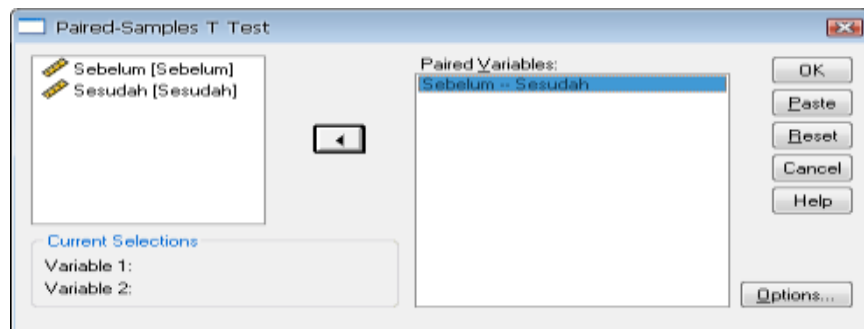 Paired-Samples T Test
Sebelum [Sebelum]
Sesudah [Sesudah]
Paired Variables:
Sebelum -- Sesudah
OK
Paste
Reset
Cancel
Help
Current Selections
Variable 1:
Variable 2:
Options...